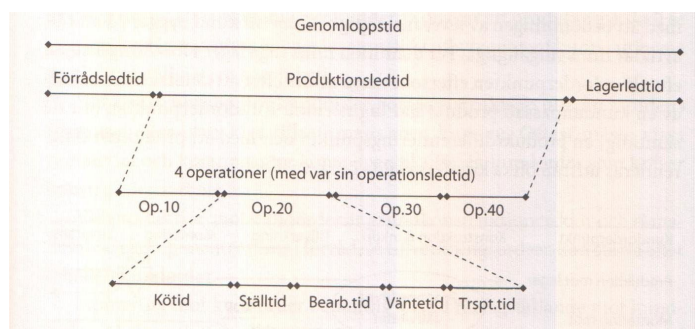 Genomloppstid
Förrådsledtid Produktionsledtid Lagerledtid
4 operationer (med var sin operationsledtid)
Op.10 Op.20 Op.30 Op.40
Kötid Ställtid Bearb.tid Väntetid Trspt.tid